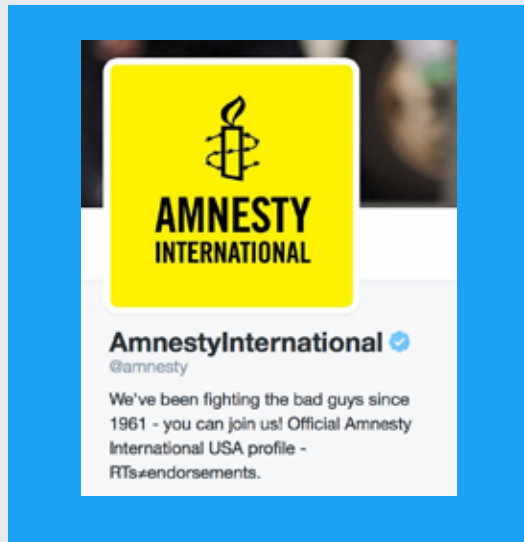 AMNESTY
INTERNATIONAL
AmnestyInternational
@amnesty
We've been fighting the bad guys since
1961 - you can join us! Official Amnesty
International USA profile -
RTs≠endorsements.